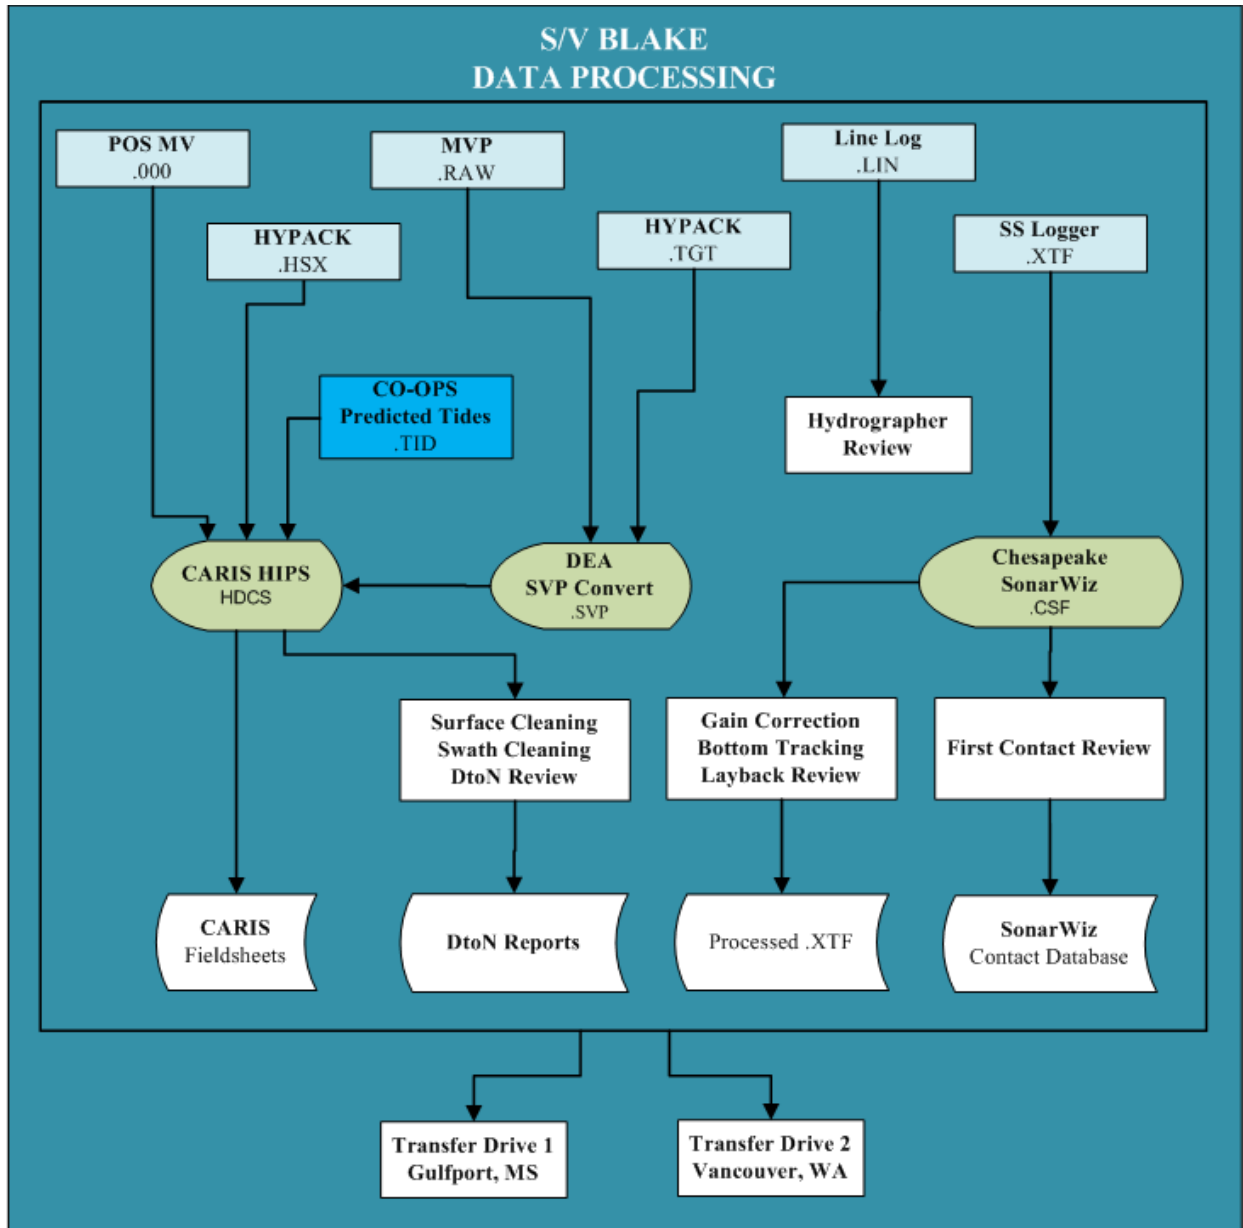 S/V BLAKE
DATA PROCESSING
POS MV
.000
MVP
.RAW
Line Log
.LIN
HYPACK
.HSX
HYPACK
.TGT
SS Logger
.XTF
CO-OPS
Predicted Tides
.TID
Hydrographer
Review
CARIS HIPS
HDCS
DEA
SVP Convert
.SVP
Chesapeake
SonarWiz
.CSF
Surface Cleaning
Swath Cleaning
DtoN Review
Gain Correction
Bottom Tracking
Layback Review
First Contact Review
CARIS
Fieldsheets
DtoN Reports
Processed .XTF
SonarWiz
Contact Database
Transfer Drive 1
Gulfport, MS
Transfer Drive 2
Vancouver, WA